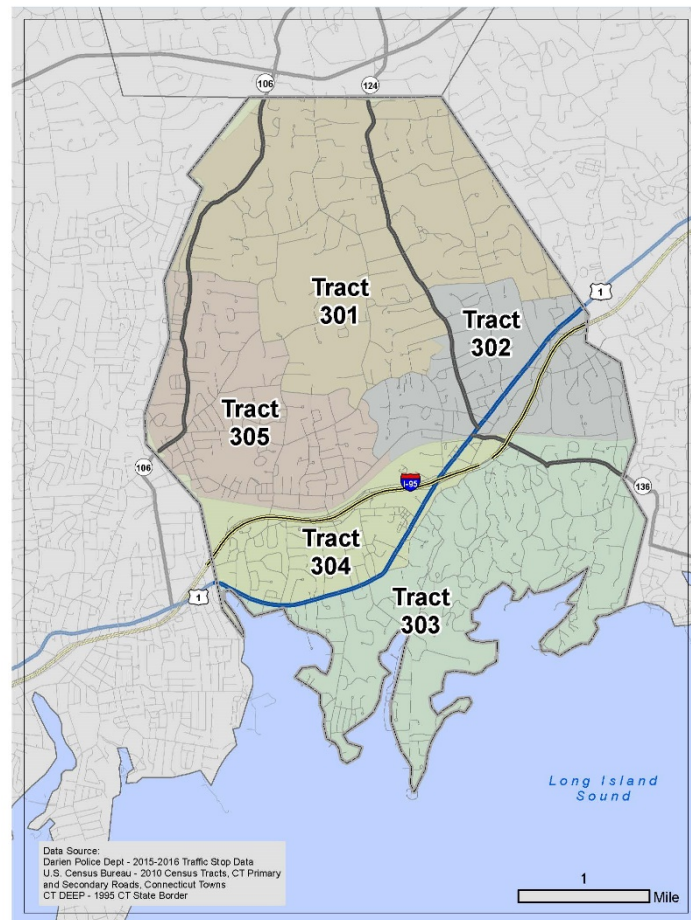 106
124
Tract
301
1
Tract
302
Tract
305
106
I-95
136
Tract
304
1
Tract
303
Long Island
Sound
Data Source:
Darien Police Dept - 2015-2016 Traffic Stop Data
U.S. Census Bureau - 2010 Census Tracts, CT Primary
and Secondary Roads, Connecticut Towns
CT DEEP - 1995 CT State Border
1
Mile